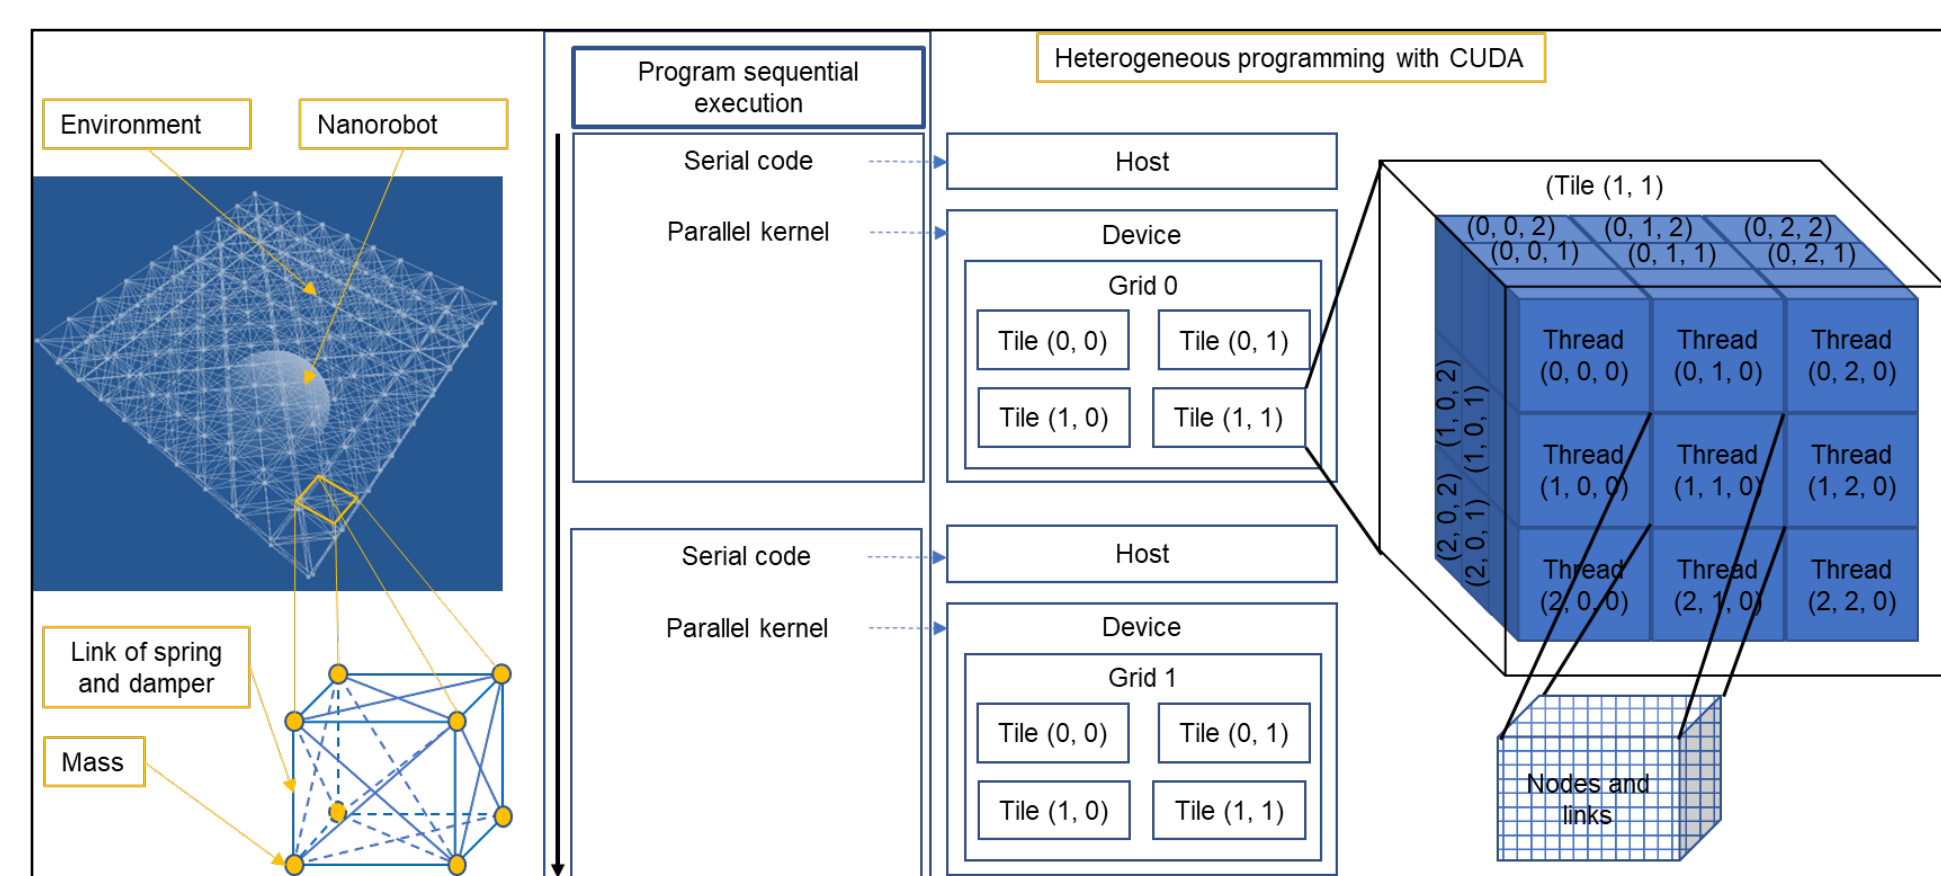 Program sequential
execution
Heterogeneous programming with CUDA
Environment
Nanorobot
Link of spring
and damper
Mass
Serial code
Parallel kernel
Host
Device
Grid 0
Tile (0, 0)
Tile (0, 1)
Tile (1, 0)
Tile (1, 1)
Serial code
Parallel kernel
Host
Device
Grid 1
Tile (0, 0)
Tile (0, 1)
Tile (1, 0)
Tile (1, 1)
(Tile (1, 1)
(0, 0, 2)
(0, 1, 2)
(0, 2, 2)
(0, 0, 1)
(0, 1, 1)
(0, 2, 1)
(1, 0, 2)
(1, 0, 1)
(2, 0, 2)
(2, 0, 1)
Thread
(0, 0, 0)
Thread
(0, 1, 0)
Thread
(0, 2, 0)
Thread
(1, 0, 0)
Thread
(1, 1, 0)
Thread
(1, 2, 0)
Thread
(2, 0, 0)
Thread
(2, 1, 0)
Thread
(2, 2, 0)
Nodes and
links